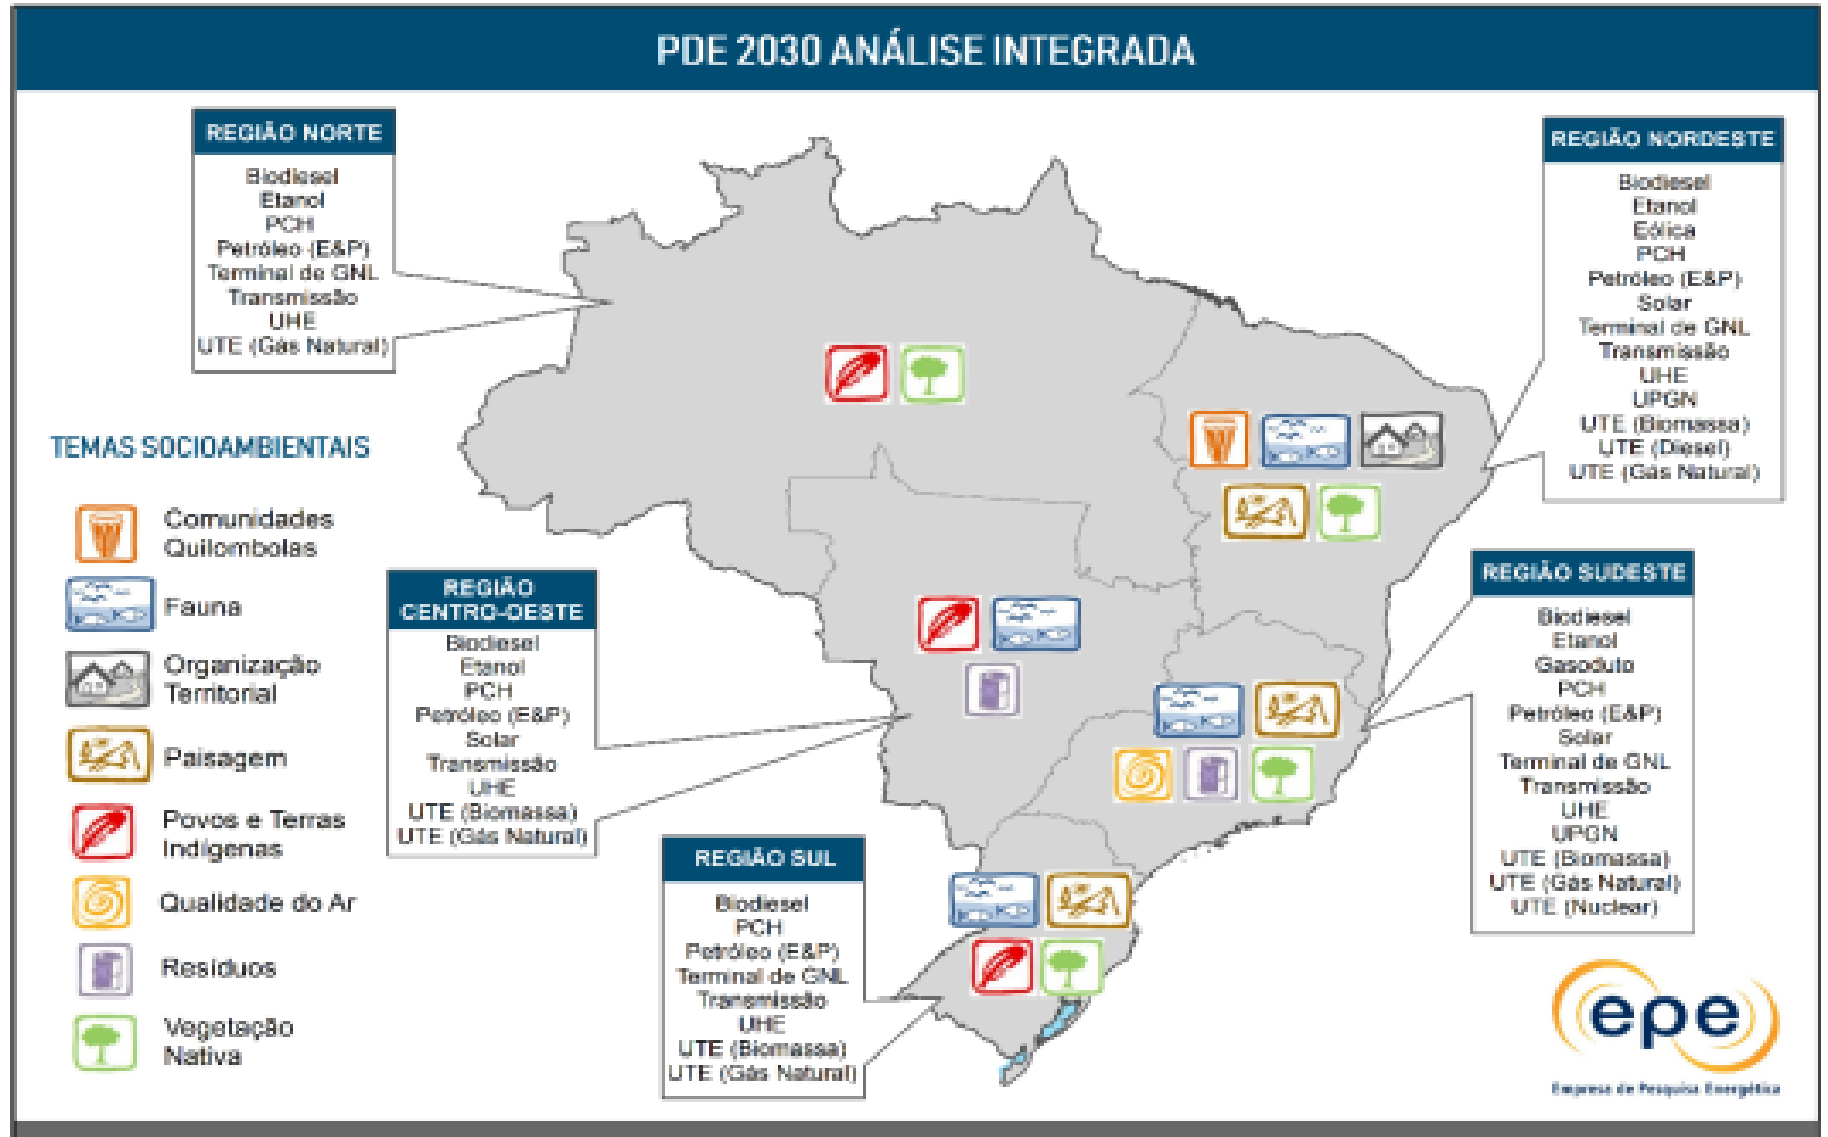 PDE 2030 ANÁLISE INTEGRADA
REGIÃO NORTE
Biodiesel
Etanol
PCH
Petróleo (E&P)
Terminal de GNL
Transmissão
UHE
UTE (Gás Natural)
REGIÃO NORDESTE
Biodiesel
Etanol
Eólica
PCH
Petróleo (E&P)
Solar
Terminal de GNL
Transmissão
UHE
UPGN
UTE (Biomassa)
UTE (Diesel)
UTE (Gás Natural)
TEMAS SOCIOAMBIENTAIS
Comunidades
Quilombolas
Fauna
Organização
Territorial
Paisagem
Povos e Terras
Indígenas
Qualidade do Ar
Resíduos
Vegetação
Nativa
REGIÃO
CENTRO-OESTE
Biodiesel
Etanol
PCH
Petróleo (E&P)
Solar
Transmissão
UHE
UTE (Biomassa)
UTE (Gás Natural)
REGIÃO SUDESTE
Biodiesel
Etanol
Gasoduto
PCH
Petróleo (E&P)
Solar
Terminal de GNL
Transmissão
UHE
UPGN
UTE (Biomassa)
UTE (Gás Natural)
UTE (Nuclear)
REGIÃO SUL
Biodiesel
PCH
Petróleo (E&P)
Terminal de GNL
Transmissão
UHE
UTE (Biomassa)
UTE (Gás Natural)
epe
Empresa de Pesquisa Energética